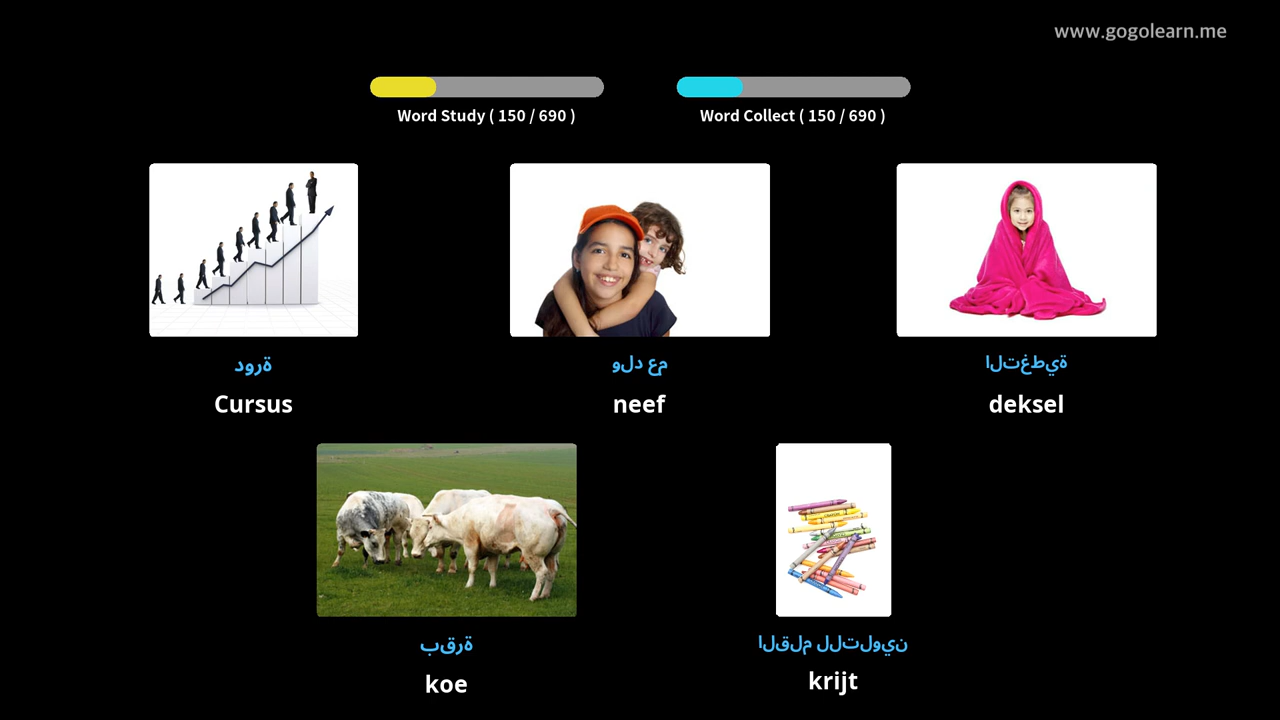 www.gogolearn.me
Word Study ( 150 / 690 )
Word Collect ( 150 / 690 )
دورة
ولد عم
التغطية
Cursus
neef
deksel
بقرة
القلم للتلوين
koe
krijt